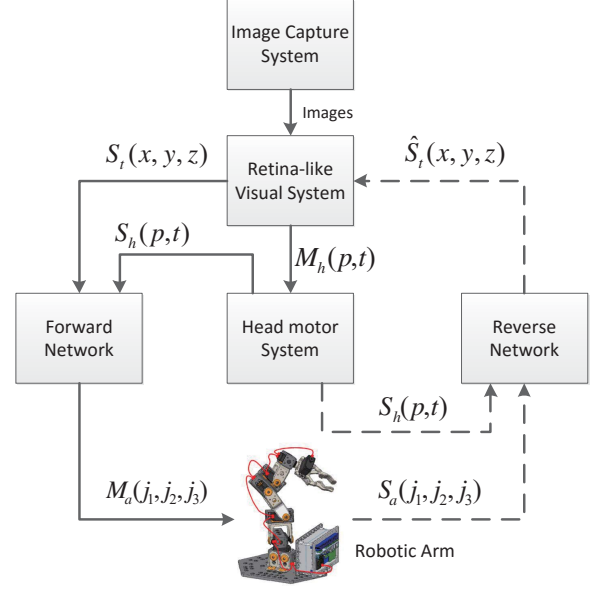 Image Capture
System
Images
S_t(x, y, z)
Ŝ_t(x, y, z)
Retina-like
Visual System
S_h(p,t)
M_h(p,t)
Forward
Network
Head motor
System
Reverse
Network
S_h(p,t)
M_a(j_1, j_2, j_3)
S_a(j_1, j_2, j_3)
Robotic Arm